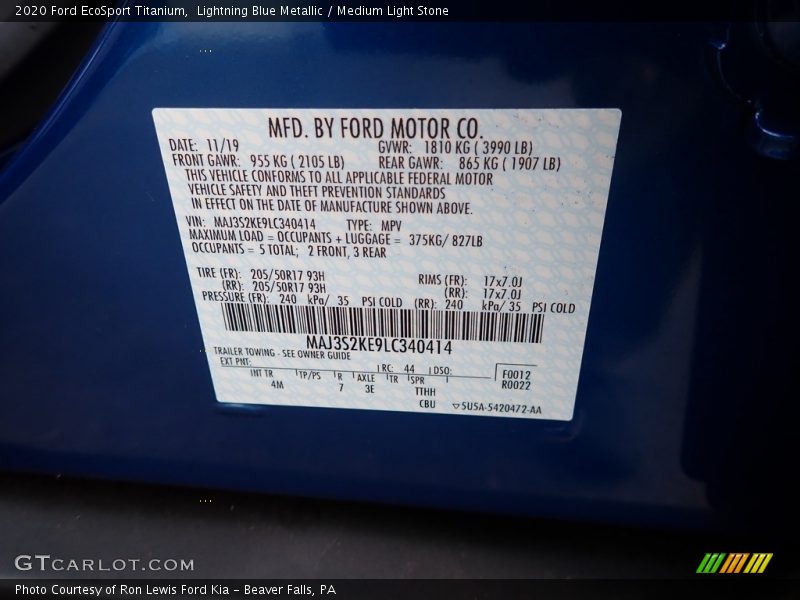 2020 Ford EcoSport Titanium,  Lightning Blue Metallic / Medium Light Stone
MFD. BY FORD MOTOR CO.
DATE: 11/19 GVWR: 1810 KG ( 3990 LB)
FRONT GAWR: 955 KG ( 2105 LB) REAR GAWR: 865 KG ( 1907 LB)
THIS VEHICLE CONFORMS TO ALL APPLICABLE FEDERAL MOTOR
VEHICLE SAFETY AND THEFT PREVENTION STANDARDS
IN EFFECT ON THE DATE OF MANUFACTURE SHOWN ABOVE.
VIN: MAJ3S2KE9LC340414 TYPE: MPV
MAXIMUM LOAD = OCCUPANTS + LUGGAGE = 375KG/ 827LB
OCCUPANTS = 5 TOTAL; 2 FRONT, 3 REAR
TIRE (FR): 205/50R17 93H RIMS (FR): 17x7.0J
(RR): 205/50R17 93H (RR): 17x7.0J
PRESSURE (FR): 240 kPa/ 35 PSI COLD (RR): 240 kPa/ 35 PSI COLD
MAJ3S2KE9LC340414
TRAILER TOWING - SEE OWNER GUIDE
EXT PNT: RC: 44 DSO: F0012
INT TR TP/PS R AXLE TR SPR R0022
4M 7 3E TTHH
CBU ▽5U5A-5420472-AA
GTCARLOT.COM
Photo Courtesy of Ron Lewis Ford Kia - Beaver Falls, PA